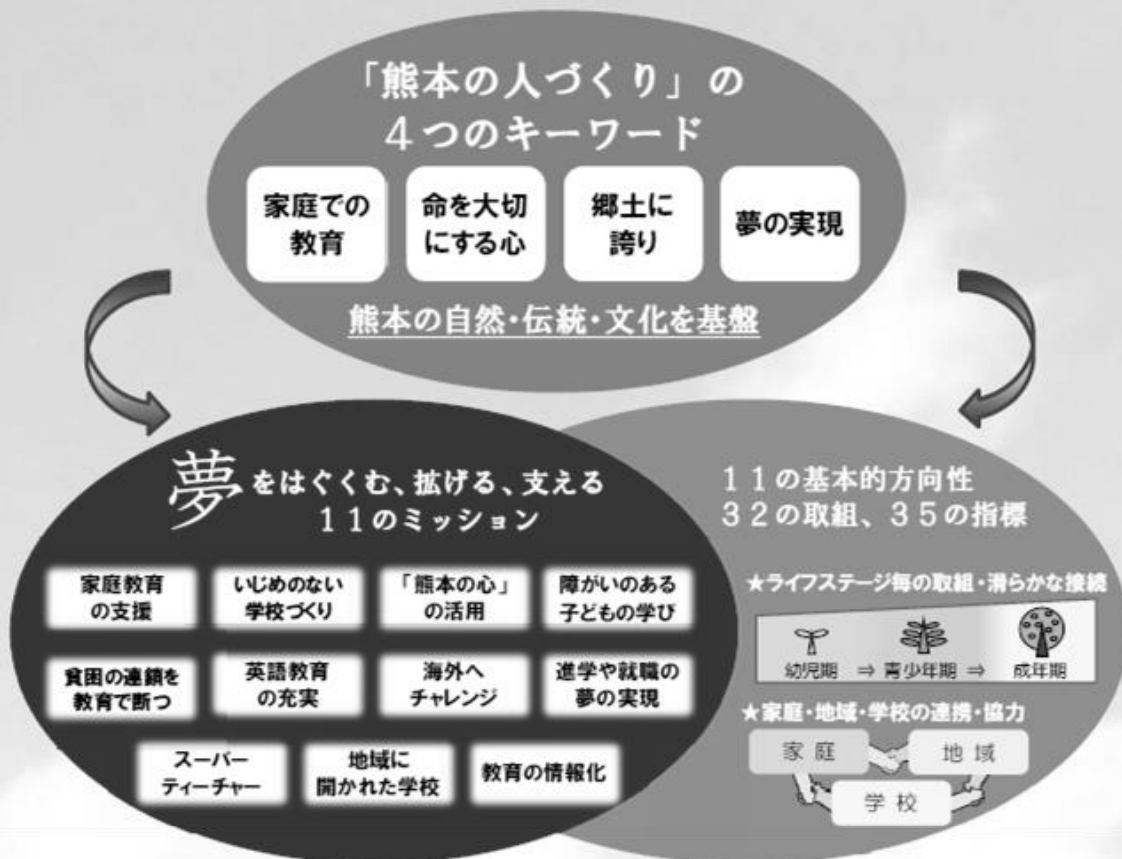 「熊本の人づくり」の
4つのキーワード
家庭での
教育
命を大切
にする心
郷土に
誇り
夢の実現
熊本の自然・伝統・文化を基盤
夢をはぐくむ、拡げる、支える
11のミッション
家庭教育
の支援
いじめのない
学校づくり
「熊本の心」
の活用
障がいのある
子どもの学び
貧困の連鎖を
教育で断つ
英語教育
の充実
海外へ
チャレンジ
進学や就職の
夢の実現
スーパー
ティーチャー
地域に
開かれた学校
教育の情報化
11の基本的方向性
32の取組、35の指標
★ライフステージ毎の取組・滑らかな接続
幼児期 ⇒ 青少年期 ⇒ 成年期
★家庭・地域・学校の連携・協力
家庭
地域
学校